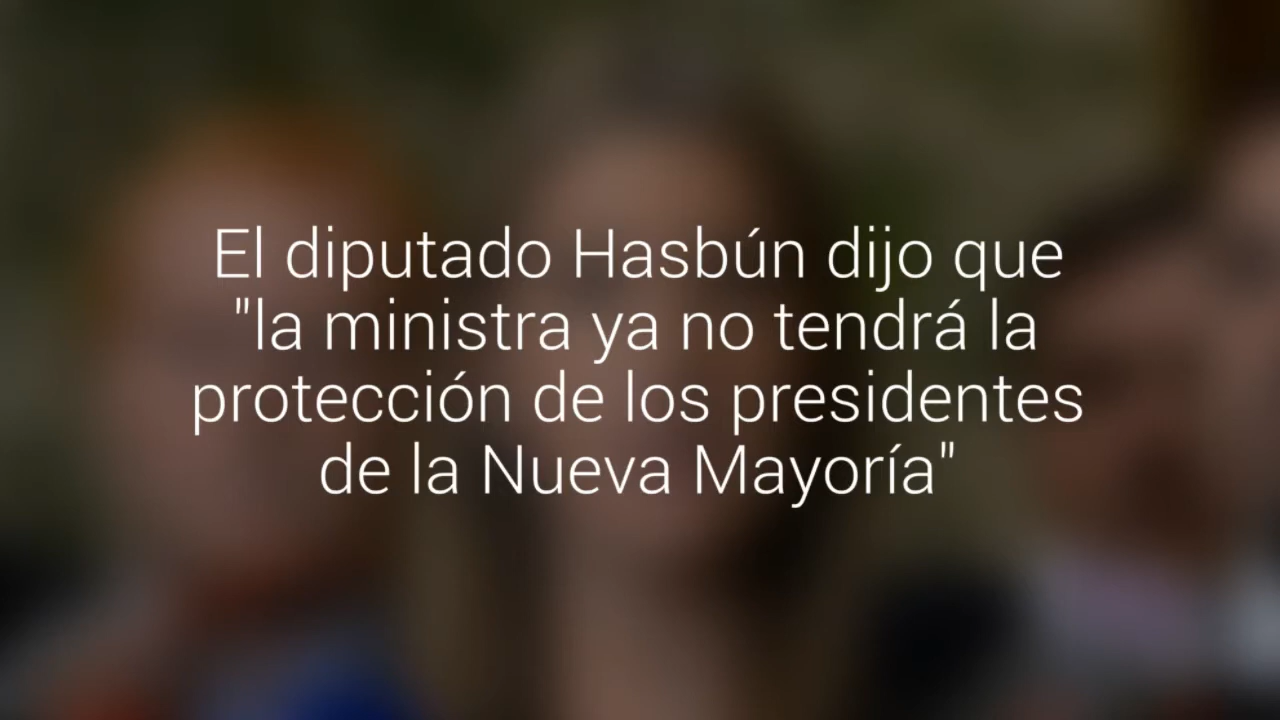 El diputado Hasbún dijo que
"la ministra ya no tendrá la
protección de los presidentes
de la Nueva Mayoría"